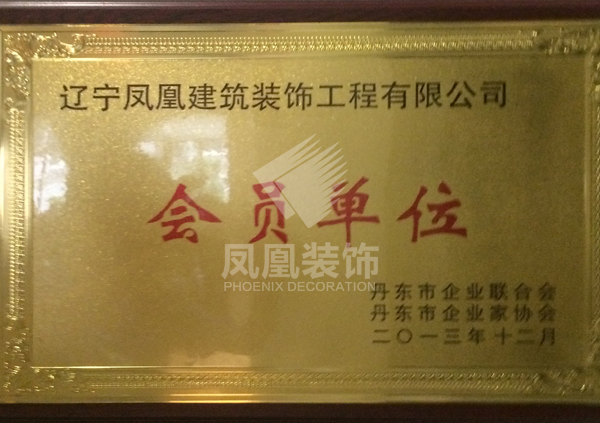 辽宁凤凰建筑装饰工程有限公司
会员单位
凤凰装饰
PHOENIX DECORATION
丹东市企业联合会
丹东市企业家协会
二〇一三年十二月